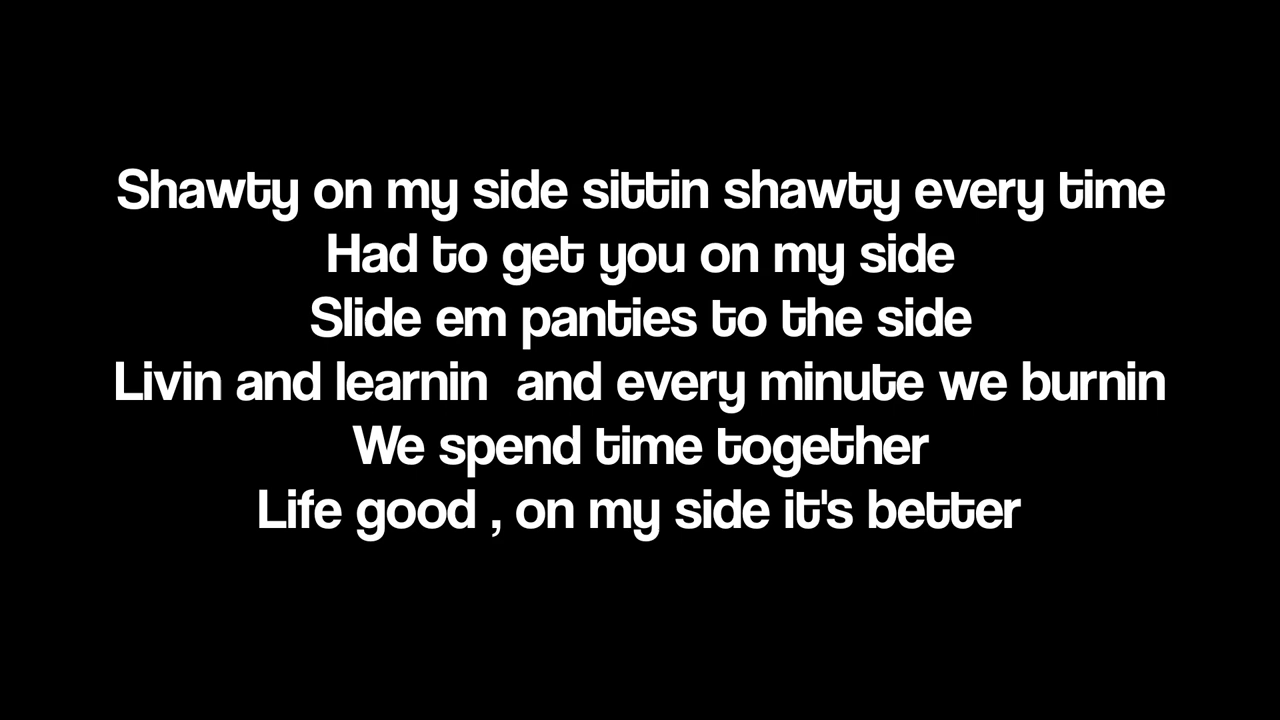 Shawty on my side sittin shawty every time
Had to get you on my side
Slide em panties to the side
Livin and learnin  and every minute we burnin
We spend time together
Life good , on my side it's better